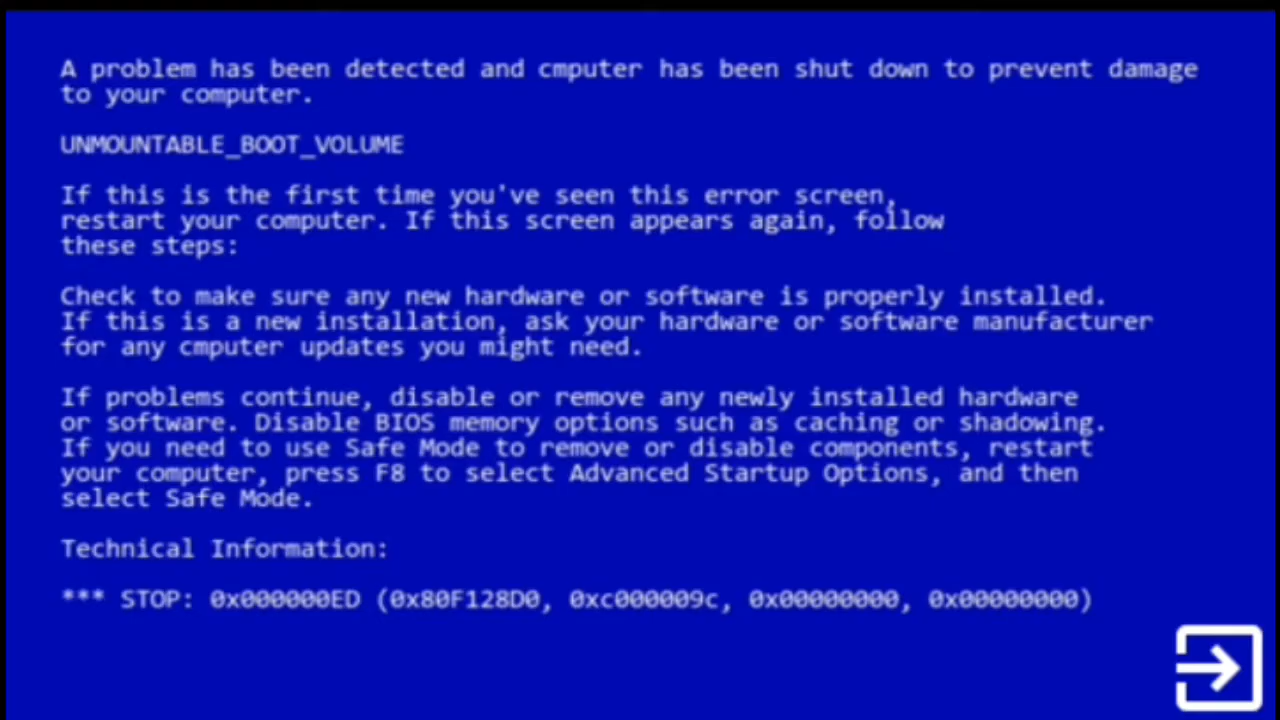 A problem has been detected and cmputer has been shut down to prevent damage
to your computer.
UNMOUNTABLE_BOOT_VOLUME
If this is the first time you've seen this error screen,
restart your computer. If this screen appears again, follow
these steps:
Check to make sure any new hardware or software is properly installed.
If this is a new installation, ask your hardware or software manufacturer
for any cmputer updates you might need.
If problems continue, disable or remove any newly installed hardware
or software. Disable BIOS memory options such as caching or shadowing.
If you need to use Safe Mode to remove or disable components, restart
your computer, press F8 to select Advanced Startup Options, and then
select Safe Mode.
Technical Information:
*** STOP: 0x000000ED (0x80F128D0, 0xc000009c, 0x00000000, 0x00000000)